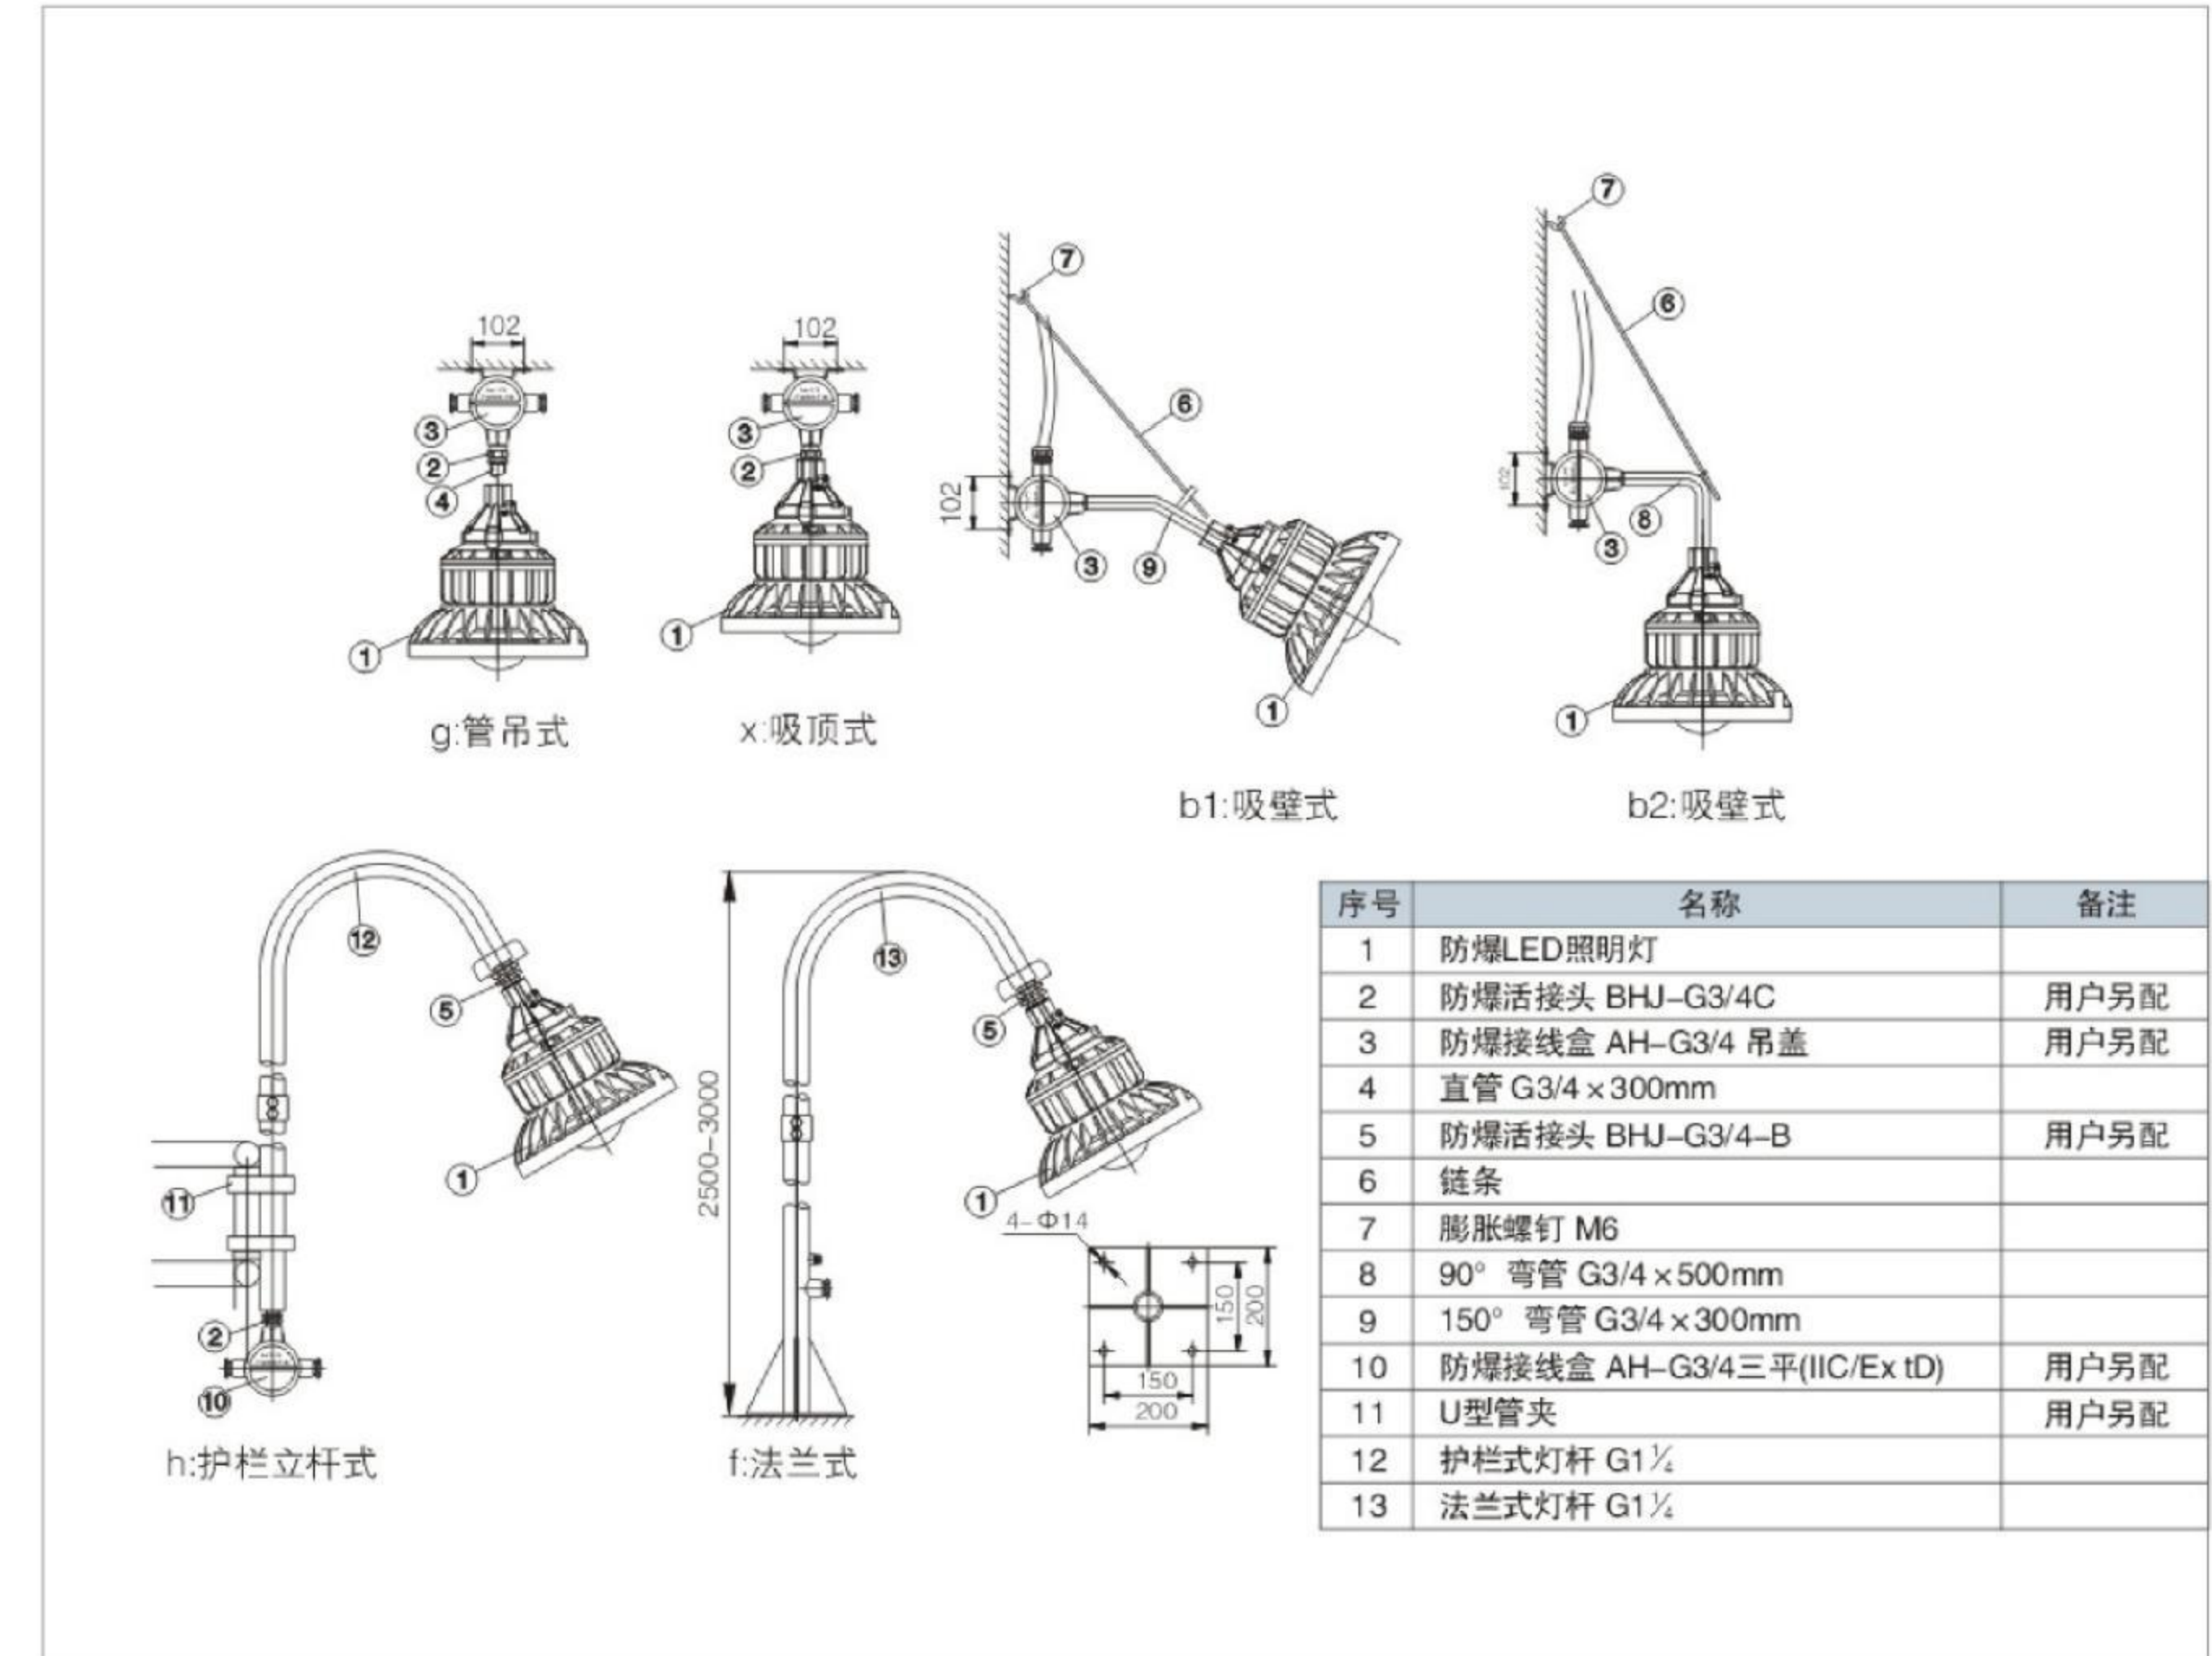 102
3
2
4
1
g:管吊式
102
3
2
1
x:吸顶式
7
6
102
3
9
1
b1:吸壁式
7
6
102
8
3
1
b2:吸壁式
12
5
1
11
2
10
h:护栏立杆式
2500-3000
13
5
1
4-Φ14
150
200
150
200
f:法兰式
序号 名称 备注
1 防爆LED照明灯
2 防爆活接头 BHJ-G3/4C 用户另配
3 防爆接线盒 AH-G3/4 吊盖 用户另配
4 直管 G3/4×300mm
5 防爆活接头 BHJ-G3/4-B 用户另配
6 链条
7 膨胀螺钉 M6
8 90° 弯管 G3/4×500mm
9 150° 弯管 G3/4×300mm
10 防爆接线盒 AH-G3/4三平(IIC/Ex tD) 用户另配
11 U型管夹 用户另配
12 护栏式灯杆 G1¼
13 法兰式灯杆 G1¼